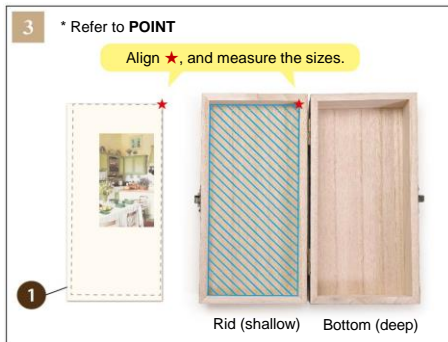 3
* Refer to POINT
Align ★, and measure the sizes.
1
Rid (shallow)
Bottom (deep)